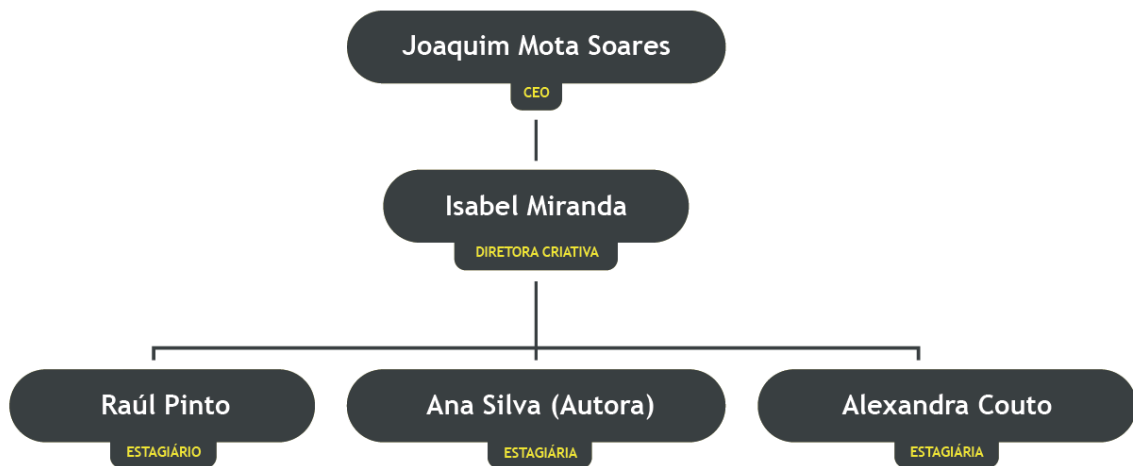 Joaquim Mota Soares
CEO
Isabel Miranda
DIRETORA CRIATIVA
Raúl Pinto
ESTAGIÁRIO
Ana Silva (Autora)
ESTAGIÁRIA
Alexandra Couto
ESTAGIÁRIA